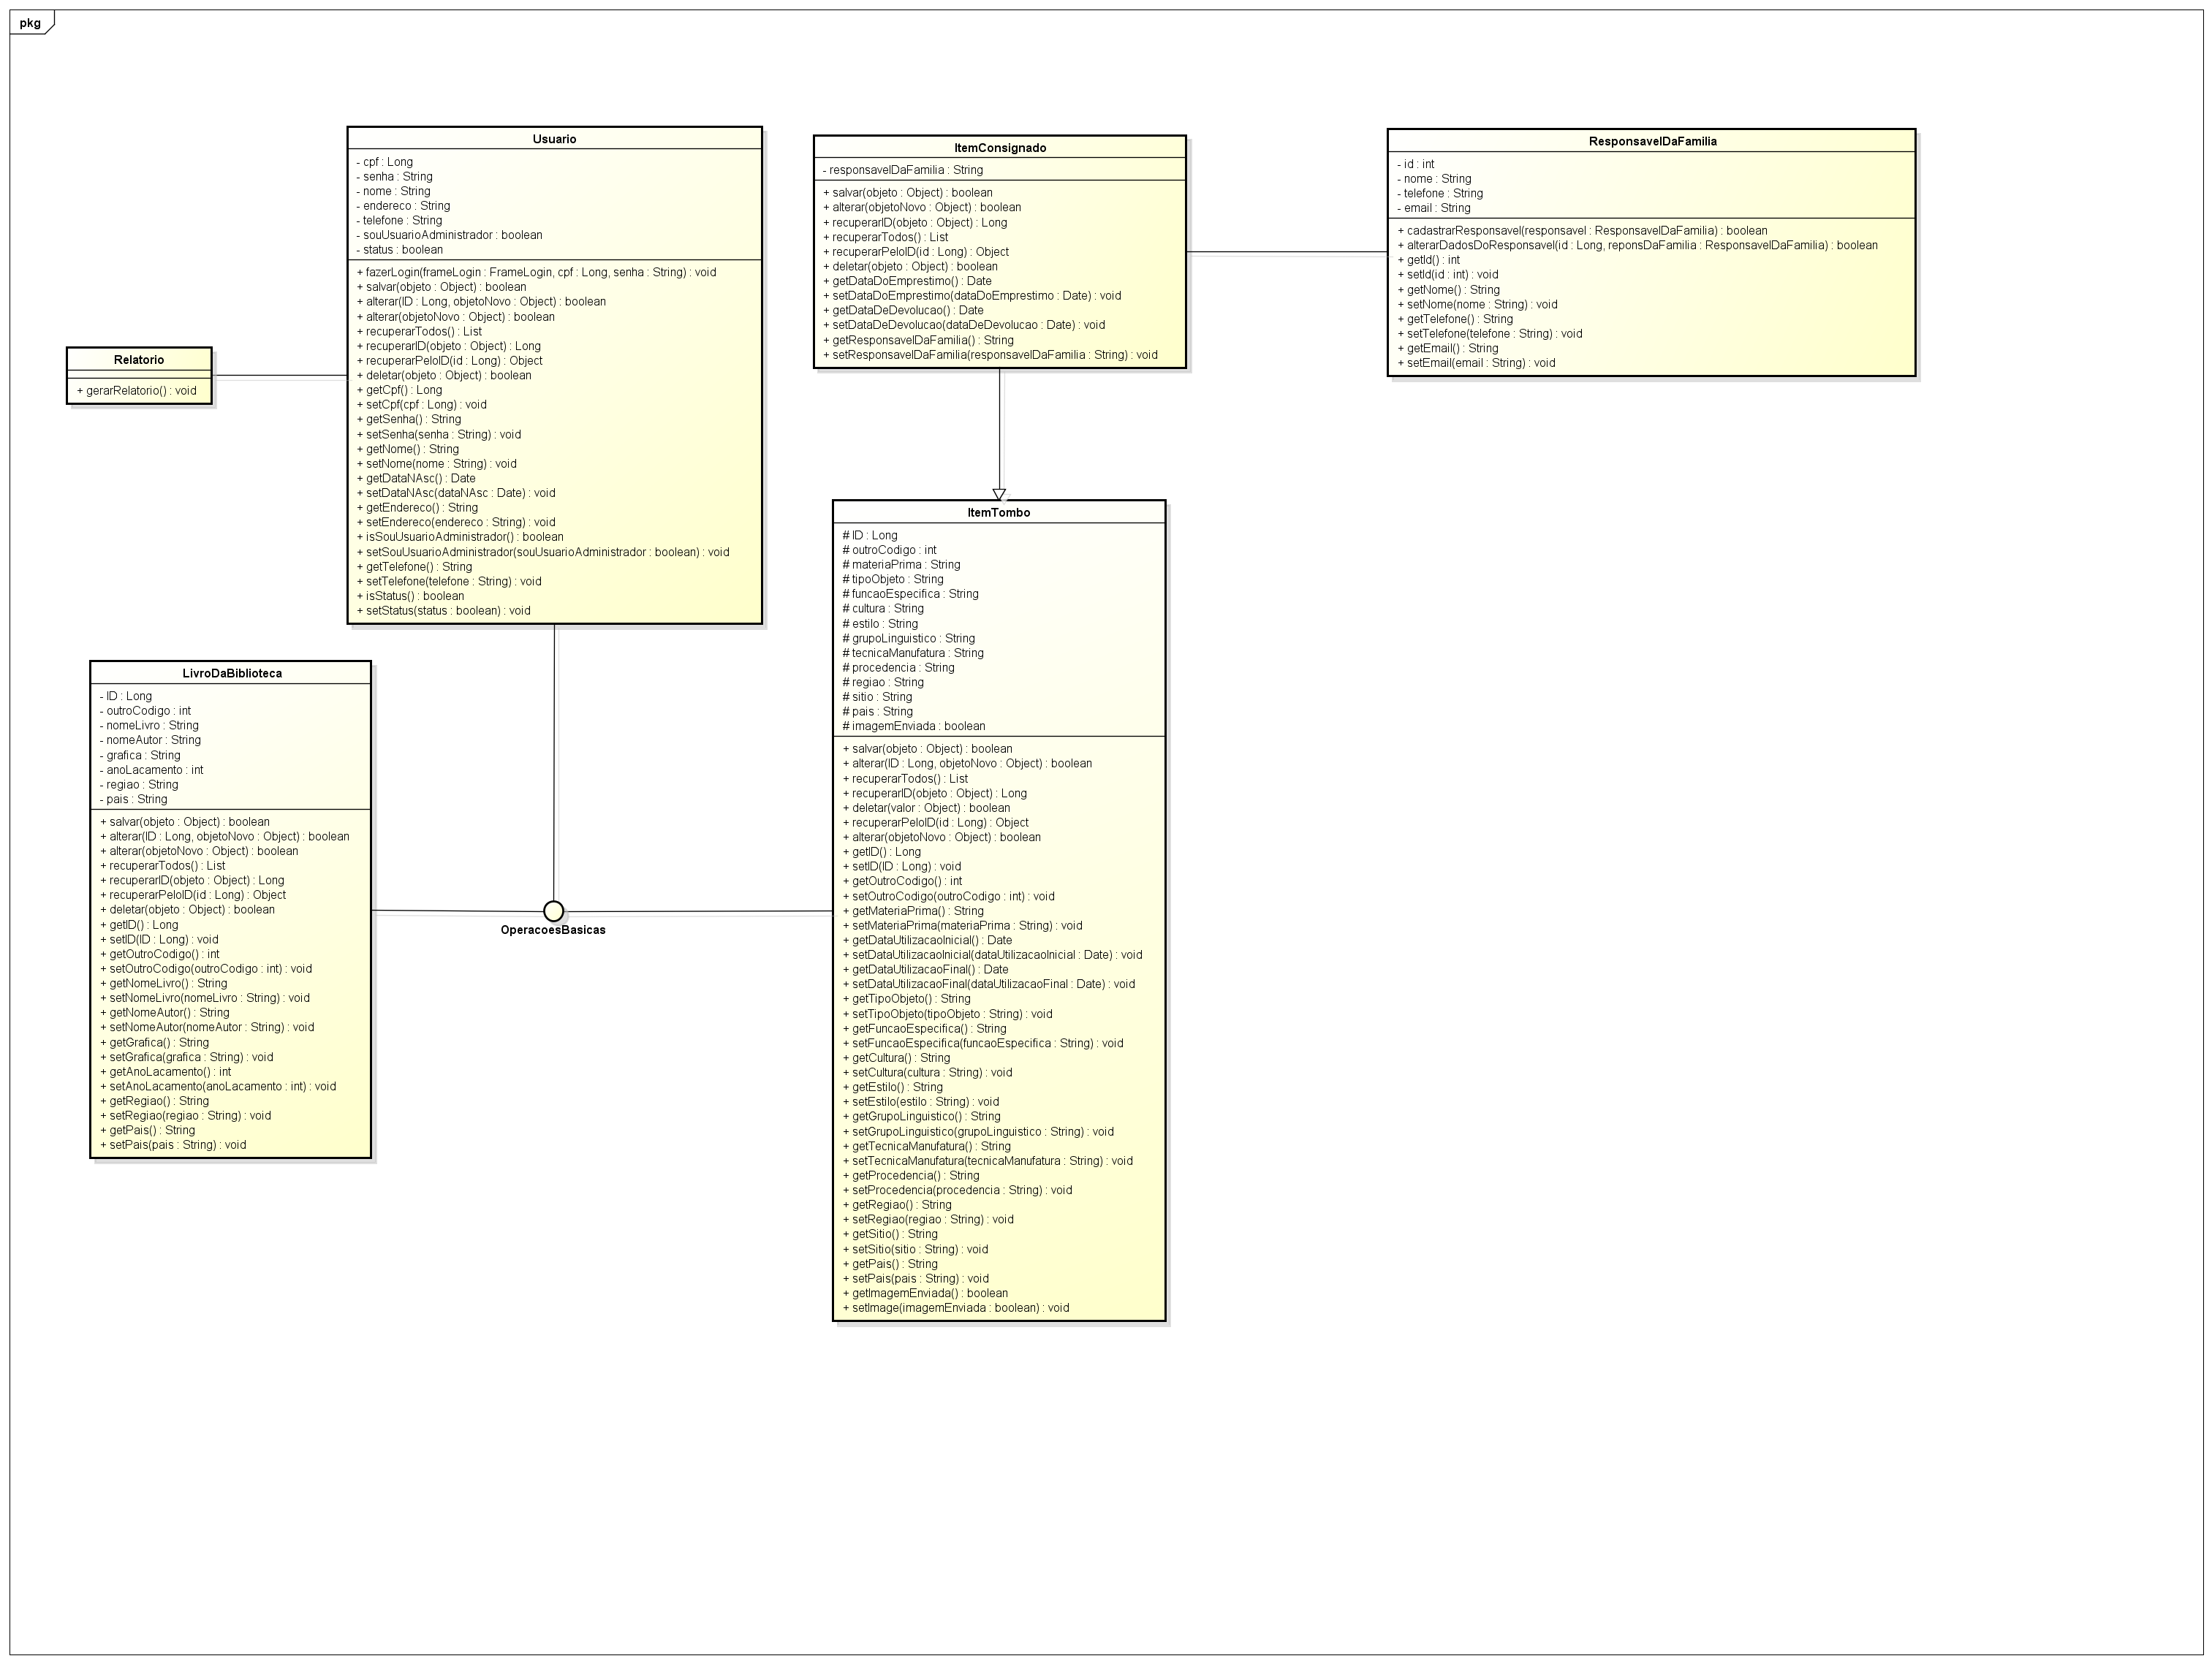 pkg
Usuario
- cpf : Long
- senha : String
- nome : String
- endereco : String
- telefone : String
- souUsuarioAdministrador : boolean
- status : boolean
+ fazerLogin(frameLogin : FrameLogin, cpf : Long, senha : String) : void
+ salvar(objeto : Object) : boolean
+ alterar(ID : Long, objetoNovo : Object) : boolean
+ alterar(objetoNovo : Object) : boolean
+ recuperarTodos() : List
+ recuperarID(objeto : Object) : Long
+ recuperarPeloID(id : Long) : Object
+ deletar(objeto : Object) : boolean
+ getCpf() : Long
+ setCpf(cpf : Long) : void
+ getSenha() : String
+ setSenha(senha : String) : void
+ getNome() : String
+ setNome(nome : String) : void
+ getDataNAsc() : Date
+ setDataNAsc(dataNAsc : Date) : void
+ getEndereco() : String
+ setEndereco(endereco : String) : void
+ isSouUsuarioAdministrador() : boolean
+ setSouUsuarioAdministrador(souUsuarioAdministrador : boolean) : void
+ getTelefone() : String
+ setTelefone(telefone : String) : void
+ isStatus() : boolean
+ setStatus(status : boolean) : void
ItemConsignado
- responsavelDaFamilia : String
+ salvar(objeto : Object) : boolean
+ alterar(objetoNovo : Object) : boolean
+ recuperarID(objeto : Object) : Long
+ recuperarTodos() : List
+ recuperarPeloID(id : Long) : Object
+ deletar(objeto : Object) : boolean
+ getDataDoEmprestimo() : Date
+ setDataDoEmprestimo(dataDoEmprestimo : Date) : void
+ getDataDeDevolucao() : Date
+ setDataDeDevolucao(dataDeDevolucao : Date) : void
+ getResponsavelDaFamilia() : String
+ setResponsavelDaFamilia(responsavelDaFamilia : String) : void
ResponsavelDaFamilia
- id : int
- nome : String
- telefone : String
- email : String
+ cadastrarResponsavel(responsavel : ResponsavelDaFamilia) : boolean
+ alterarDadosDoResponsavel(id : Long, reponsDaFamilia : ResponsavelDaFamilia) : boolean
+ getId() : int
+ setId(id : int) : void
+ getNome() : String
+ setNome(nome : String) : void
+ getTelefone() : String
+ setTelefone(telefone : String) : void
+ getEmail() : String
+ setEmail(email : String) : void
Relatorio
+ gerarRelatorio() : void
ItemTombo
# ID : Long
# outroCodigo : int
# materiaPrima : String
# tipoObjeto : String
# funcaoEspecifica : String
# cultura : String
# estilo : String
# grupoLinguistico : String
# tecnicaManufatura : String
# procedencia : String
# regiao : String
# sitio : String
# pais : String
# imagemEnviada : boolean
+ salvar(objeto : Object) : boolean
+ alterar(ID : Long, objetoNovo : Object) : boolean
+ recuperarTodos() : List
+ recuperarID(objeto : Object) : Long
+ deletar(valor : Object) : boolean
+ recuperarPeloID(id : Long) : Object
+ alterar(objetoNovo : Object) : boolean
+ getID() : Long
+ setID(ID : Long) : void
+ getOutroCodigo() : int
+ setOutroCodigo(outroCodigo : int) : void
+ getMateriaPrima() : String
+ setMateriaPrima(materiaPrima : String) : void
+ getDataUtilizacaoInicial() : Date
+ setDataUtilizacaoInicial(dataUtilizacaoInicial : Date) : void
+ getDataUtilizacaoFinal() : Date
+ setDataUtilizacaoFinal(dataUtilizacaoFinal : Date) : void
+ getTipoObjeto() : String
+ setTipoObjeto(tipoObjeto : String) : void
+ getFuncaoEspecifica() : String
+ setFuncaoEspecifica(funcaoEspecifica : String) : void
+ getCultura() : String
+ setCultura(cultura : String) : void
+ getEstilo() : String
+ setEstilo(estilo : String) : void
+ getGrupoLinguistico() : String
+ setGrupoLinguistico(grupoLinguistico : String) : void
+ getTecnicaManufatura() : String
+ setTecnicaManufatura(tecnicaManufatura : String) : void
+ getProcedencia() : String
+ setProcedencia(procedencia : String) : void
+ getRegiao() : String
+ setRegiao(regiao : String) : void
+ getSitio() : String
+ setSitio(sitio : String) : void
+ getPais() : String
+ setPais(pais : String) : void
+ getImagemEnviada() : boolean
+ setImage(imagemEnviada : boolean) : void
LivroDaBiblioteca
- ID : Long
- outroCodigo : int
- nomeLivro : String
- nomeAutor : String
- grafica : String
- anoLacamento : int
- regiao : String
- pais : String
+ salvar(objeto : Object) : boolean
+ alterar(ID : Long, objetoNovo : Object) : boolean
+ alterar(objetoNovo : Object) : boolean
+ recuperarTodos() : List
+ recuperarID(objeto : Object) : Long
+ recuperarPeloID(id : Long) : Object
+ deletar(objeto : Object) : boolean
+ getID() : Long
+ setID(ID : Long) : void
+ getOutroCodigo() : int
+ setOutroCodigo(outroCodigo : int) : void
+ getNomeLivro() : String
+ setNomeLivro(nomeLivro : String) : void
+ getNomeAutor() : String
+ setNomeAutor(nomeAutor : String) : void
+ getGrafica() : String
+ setGrafica(grafica : String) : void
+ getAnoLacamento() : int
+ setAnoLacamento(anoLacamento : int) : void
+ getRegiao() : String
+ setRegiao(regiao : String) : void
+ getPais() : String
+ setPais(pais : String) : void
OperacoesBasicas